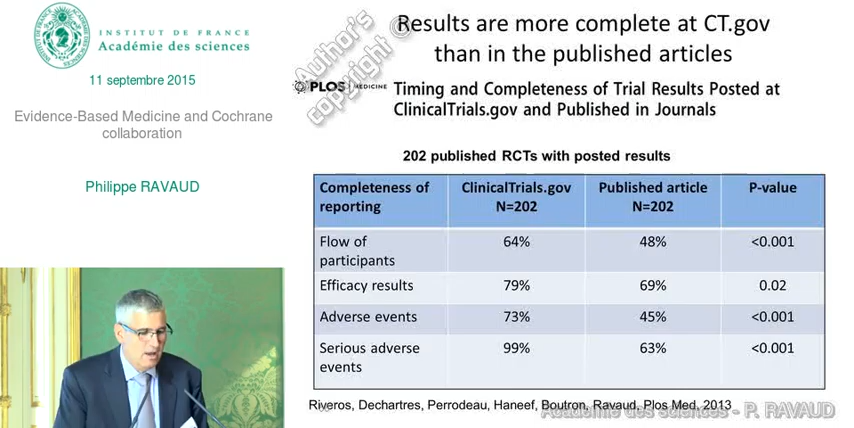 INSTITUT DE FRANCE
Académie des sciences
11 septembre 2015
Evidence-Based Medicine and Cochrane
collaboration
Philippe RAVAUD
Results are more complete at CT.gov
than in the published articles
Author's
copyright ©
PLOS | MEDICINE
Timing and Completeness of Trial Results Posted at
ClinicalTrials.gov and Published in Journals
202 published RCTs with posted results
Completeness of reporting ClinicalTrials.gov N=202 Published article N=202 P-value
Flow of participants 64% 48% <0.001
Efficacy results 79% 69% 0.02
Adverse events 73% 45% <0.001
Serious adverse events 99% 63% <0.001
Riveros, Dechartres, Perrodeau, Haneef, Boutron, Ravaud, Plos Med, 2013
Académie des sciences - P. RAVAUD